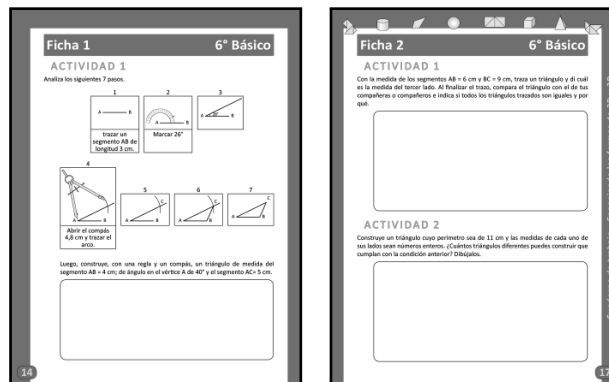 Ficha 1 6° Básico
ACTIVIDAD 1
Analiza los siguientes 7 pasos.
1 2 3
A B
A B
A 26° B
trazar un
segmento AB de
longitud 3 cm.
Marcar 26°
4
A B
Abrir el compás
4,8 cm y trazar el
arco.
5 6 7
A B C
A B C
A B C
Luego, construye, con una regla y un compás, un triángulo de medida del
segmento AB = 4 cm; de ángulo en el vértice A de 40° y el segmento AC= 5 cm.
14
Ficha 2 6° Básico
ACTIVIDAD 1
Con la medida de los segmentos AB = 6 cm y BC = 9 cm, traza un triángulo y di cuál
es la medida del tercer lado. Al finalizar el trazo, compara el triángulo con el de tus
compañeras o compañeros e indica si todos los triángulos trazados son iguales y por
qué.
ACTIVIDAD 2
Construye un triángulo cuyo perímetro sea de 11 cm y las medidas de cada uno de
sus lados sean números enteros. ¿Cuántos triángulos diferentes puedes construir que
cumplan con la condición anterior? Dibújalos.
17